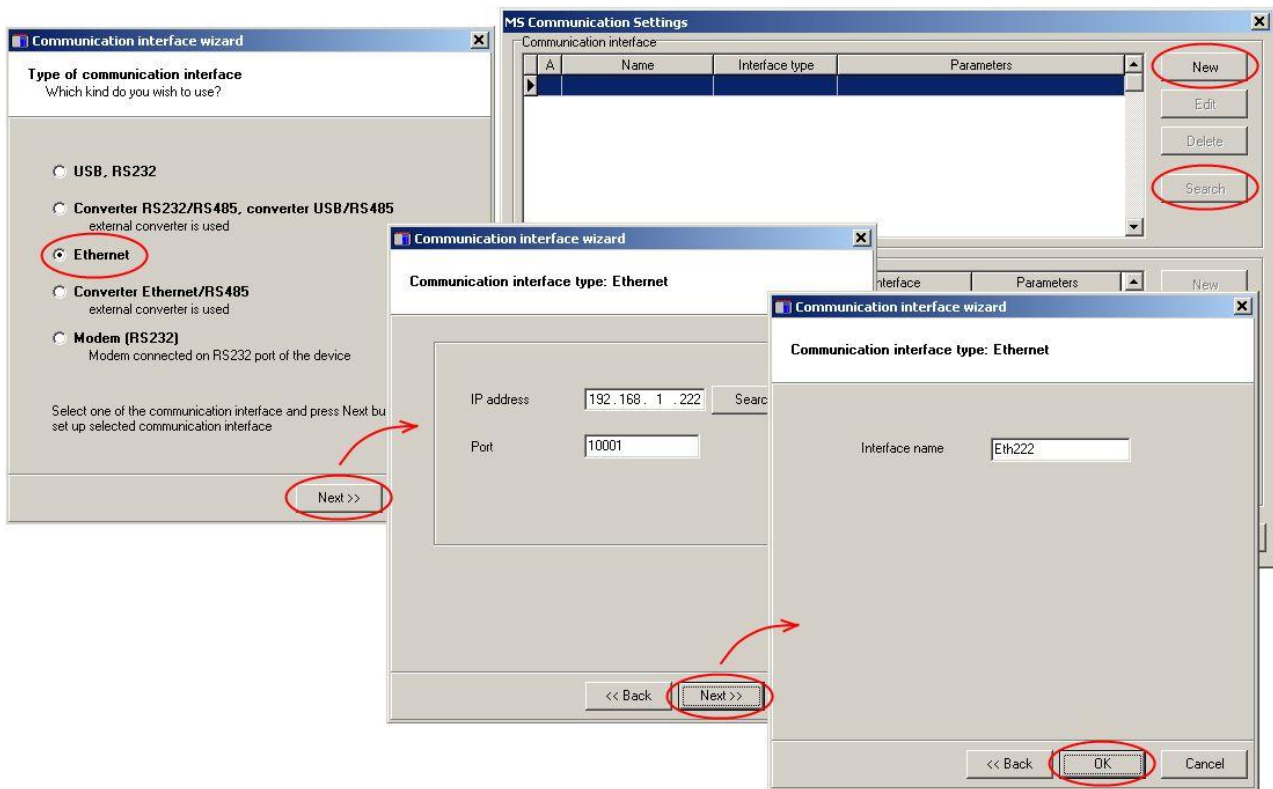 Communication interface wizard
Type of communication interface
Which kind do you wish to use?
USB, RS232
Converter RS232/RS485, converter USB/RS485
external converter is used
Ethernet
Converter Ethernet/RS485
external converter is used
Modem (RS232)
Modem connected on RS232 port of the device
Select one of the communication interface and press Next bu
set up selected communication interface
Next >>
MS Communication Settings
Communication interface
A Name Interface type Parameters
New
Edit
Delete
Search
nterface Parameters
New
Communication interface wizard
Communication interface type: Ethernet
IP address 192.168. 1 .222 Searc
Port 10001
<< Back Next >>
Communication interface wizard
Communication interface type: Ethernet
Interface name Eth222
<< Back OK Cancel